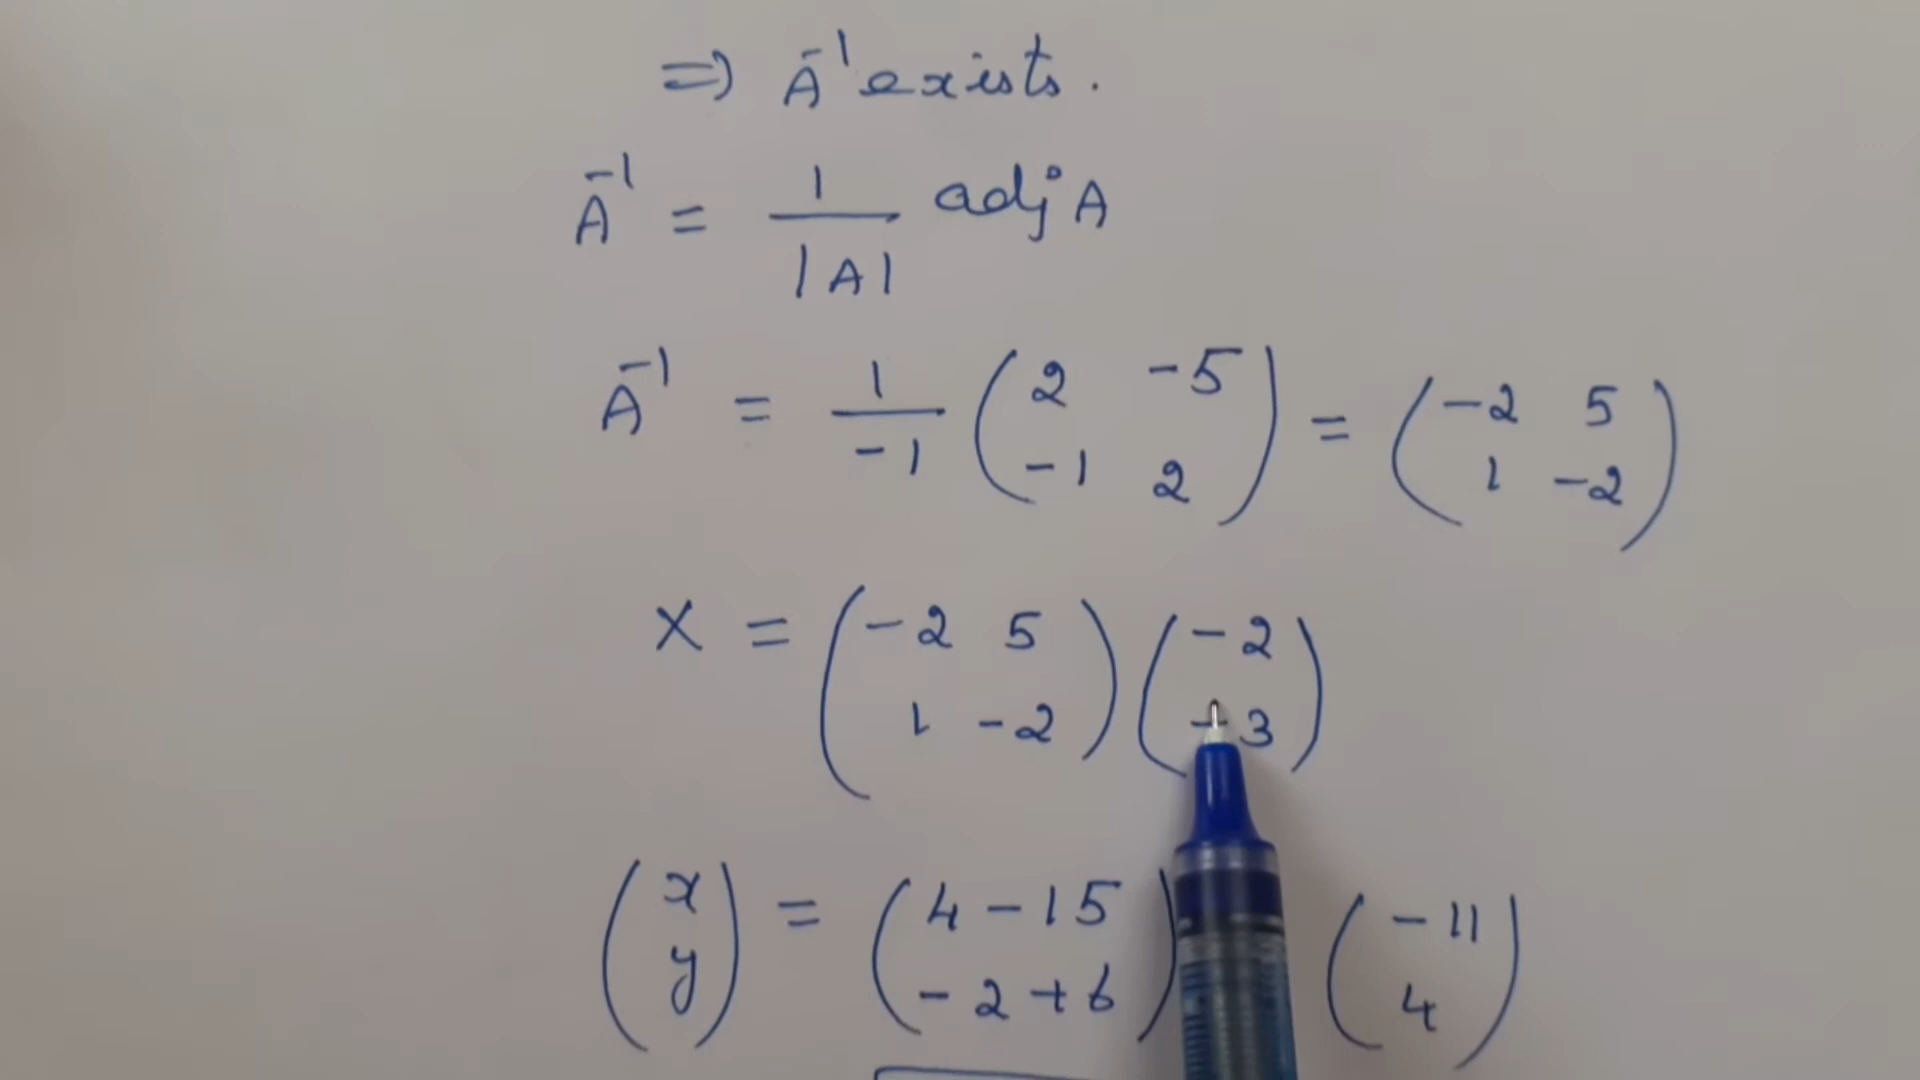 => A⁻¹ exists.
A⁻¹ = 1/|A| adj A
A⁻¹ = 1/-1 (2 -5; -1 2) = (-2 5; 1 -2)
X = (-2 5; 1 -2) (-2; -3)
(x; y) = (4 - 15; -2 + 6) (-11; 4)